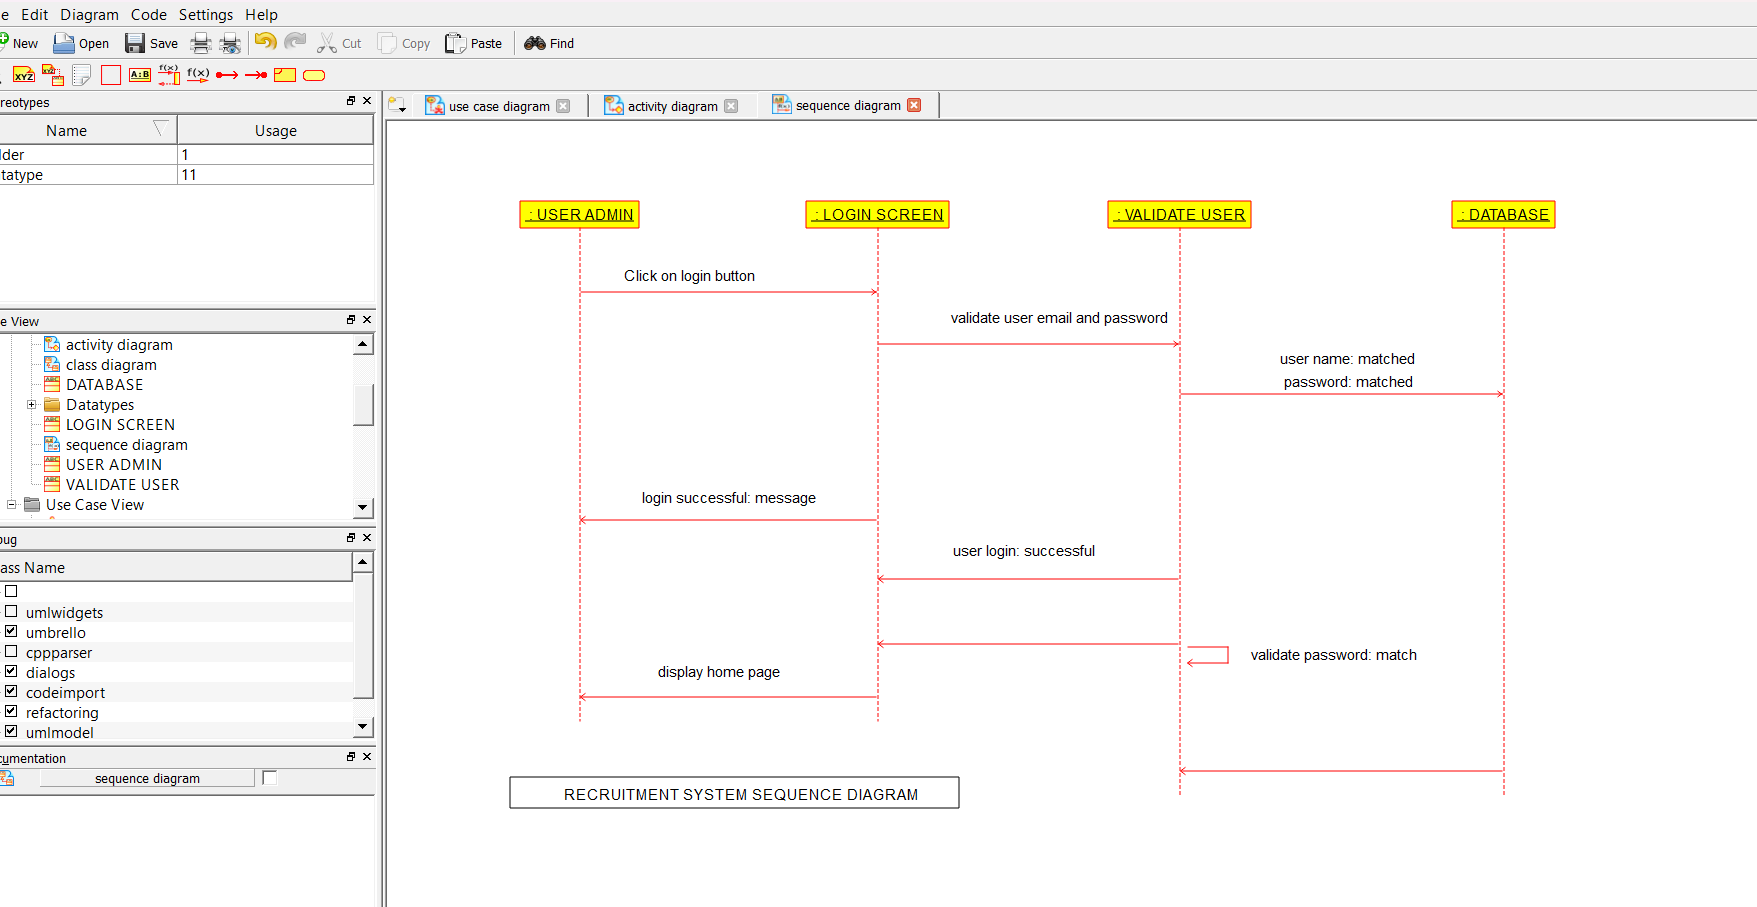 e Edit Diagram Code Settings Help
New Open Save Cut Copy Paste Find
XYZ XYZ A:B f(x) f(x)
reotypes
Name Usage
lder 1
tatype 11
e View
activity diagram
class diagram
DATABASE
Datatypes
LOGIN SCREEN
sequence diagram
USER ADMIN
VALIDATE USER
Use Case View
bug
ass Name
umlwidgets
umbrello
cppparser
dialogs
codeimport
refactoring
umlmodel
cumentation
sequence diagram
use case diagram activity diagram sequence diagram
: USER ADMIN : LOGIN SCREEN : VALIDATE USER : DATABASE
Click on login button
validate user email and password
user name: matched
password: matched
login successful: message
user login: successful
validate password: match
display home page
RECRUITMENT SYSTEM SEQUENCE DIAGRAM